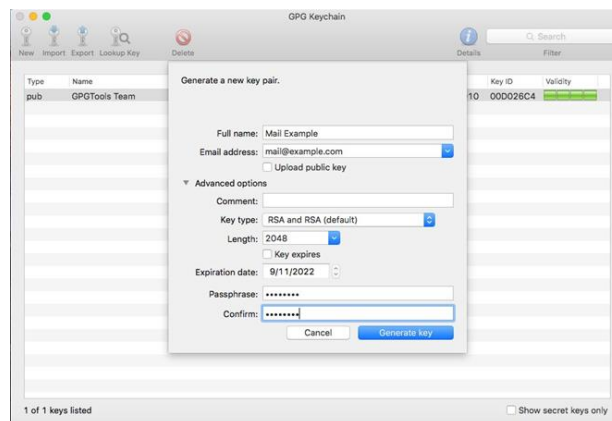 GPG Keychain
New Import Export Lookup Key Delete Details Search Filter
Type Name Key ID Validity
pub GPGTools Team 10 00D026C4
Generate a new key pair.
Full name: Mail Example
Email address: mail@example.com
Upload public key
Advanced options
Comment:
Key type: RSA and RSA (default)
Length: 2048
Key expires
Expiration date: 9/11/2022
Passphrase: ••••••••
Confirm: ••••••••
Cancel Generate key
1 of 1 keys listed Show secret keys only